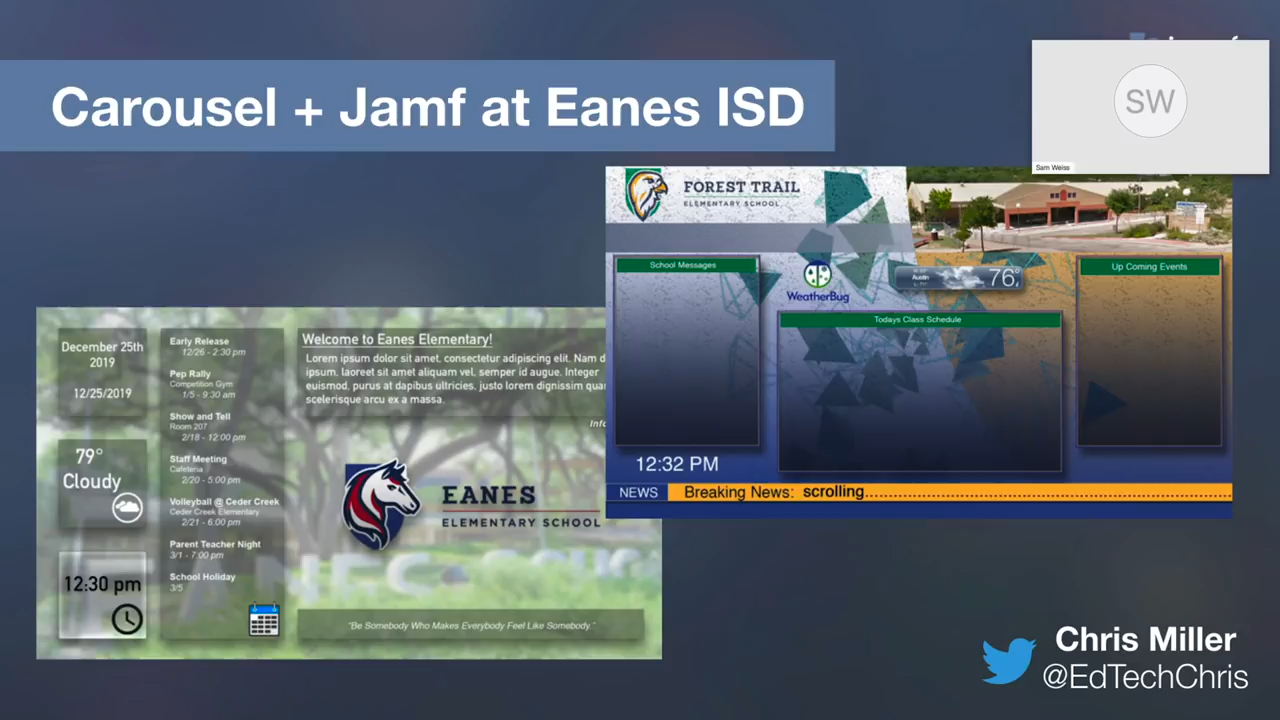 Carousel + Jamf at Eanes ISD
SW
Sam Weiss
FOREST TRAIL
ELEMENTARY SCHOOL
School Messages
WeatherBug
Austin
76°
Up Coming Events
Todays Class Schedule
12:32 PM
NEWS
Breaking News: scrolling...............................................................
December 25th
2019
12/25/2019
79°
Cloudy
12:30 pm
Early Release
12/26 - 2:30 pm
Pep Rally
Competition Gym
1/5 - 9:30 am
Show and Tell
Room 207
2/18 - 12:00 pm
Staff Meeting
Cafeteria
2/20 - 5:00 pm
Volleyball @ Ceder Creek
Ceder Creek Elementary
2/21 - 6:00 pm
Parent Teacher Night
3/1 - 7:00 pm
School Holiday
3/5
Welcome to Eanes Elementary!
Lorem ipsum dolor sit amet, consectetur adipiscing elit. Nam d
ipsum, laoreet sit amet aliquam vel, semper id augue. Integer
euismod, purus at dapibus ultricies, justo lorem dignissim qua
scelerisque arcu ex a massa.
EANES
ELEMENTARY SCHOOL
"Be Somebody Who Makes Everybody Feel Like Somebody."
Chris Miller
@EdTechChris